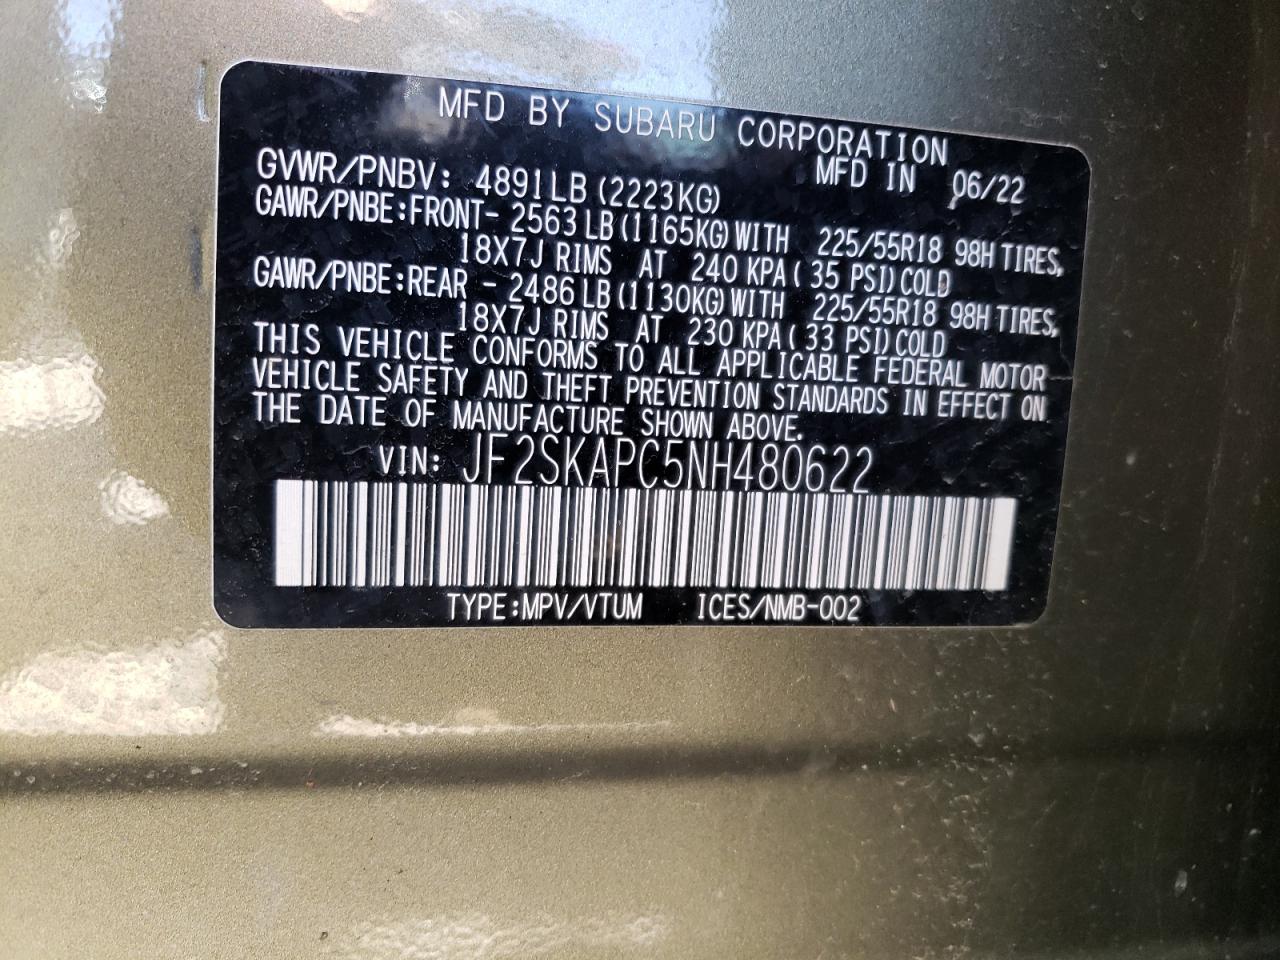 MFD BY SUBARU CORPORATION
GVWR/PNBV: 4891LB (2223KG) MFD IN 06/22
GAWR/PNBE:FRONT- 2563LB (1165KG)WITH 225/55R18 98H TIRES,
18X7J RIMS AT 240 KPA( 35 PSI)COLD
GAWR/PNBE:REAR - 2486LB (1130KG)WITH 225/55R18 98H TIRES,
18X7J RIMS AT 230 KPA( 33 PSI)COLD
THIS VEHICLE CONFORMS TO ALL APPLICABLE FEDERAL MOTOR
VEHICLE SAFETY AND THEFT PREVENTION STANDARDS IN EFFECT ON
THE DATE OF MANUFACTURE SHOWN ABOVE.
VIN: JF2SKAPC5NH480622
TYPE:MPV/VTUM ICES/NMB-002